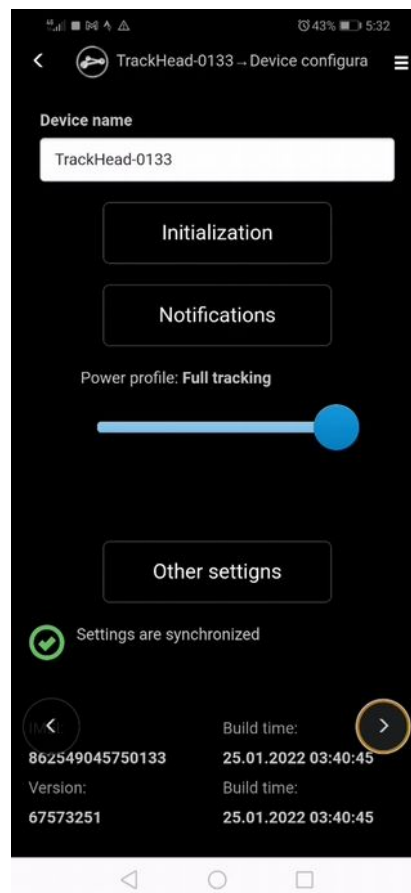 43% 5:32
TrackHead-0133→Device configura
Device name
TrackHead-0133
Initialization
Notifications
Power profile: Full tracking
Other settigns
Settings are synchronized
IMEI: Build time:
862549045750133 25.01.2022 03:40:45
Version: Build time:
67573251 25.01.2022 03:40:45